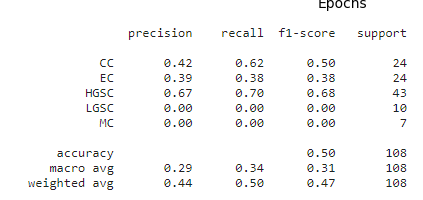 Epochs
precision recall f1-score support
CC 0.42 0.62 0.50 24
EC 0.39 0.38 0.38 24
HGSC 0.67 0.70 0.68 43
LGSC 0.00 0.00 0.00 10
MC 0.00 0.00 0.00 7
accuracy 0.50 108
macro avg 0.29 0.34 0.31 108
weighted avg 0.44 0.50 0.47 108